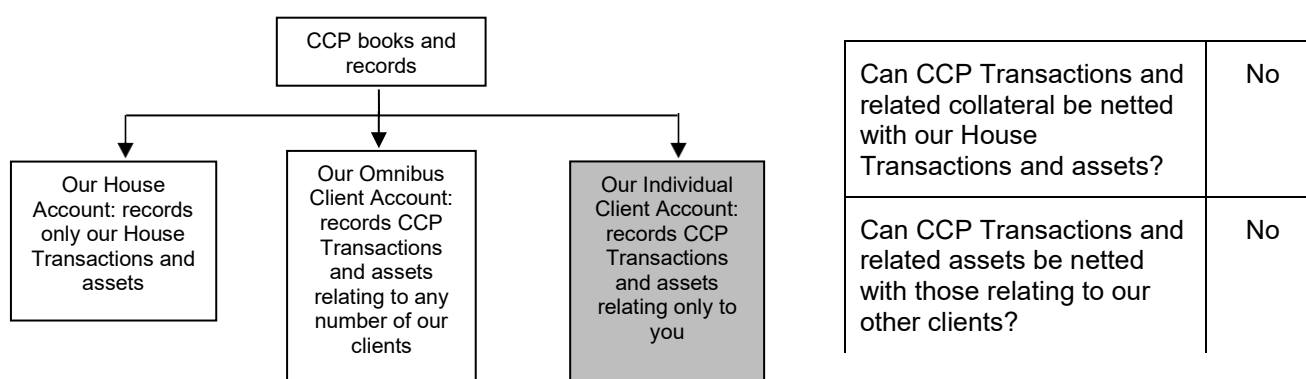 CCP books and
records
Our House
Account: records
only our House
Transactions and
assets
Our Omnibus
Client Account:
records CCP
Transactions
and assets
relating to any
number of our
clients
Our Individual
Client Account:
records CCP
Transactions
and assets
relating only to
you
Can CCP Transactions and
related collateral be netted
with our House
Transactions and assets?
No
Can CCP Transactions and
related assets be netted
with those relating to our
other clients?
No